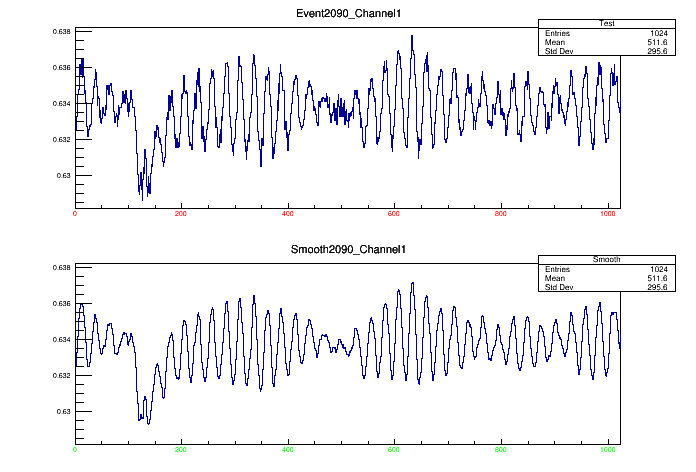 Event2090_Channel1
Test
Entries 1024
Mean 511.6
Std Dev 295.6
0.638
0.636
0.634
0.632
0.63
0 200 400 600 800 1000
Smooth2090_Channel1
Smooth
Entries 1024
Mean 511.6
Std Dev 295.6
0.638
0.636
0.634
0.632
0.63
0 200 400 600 800 1000